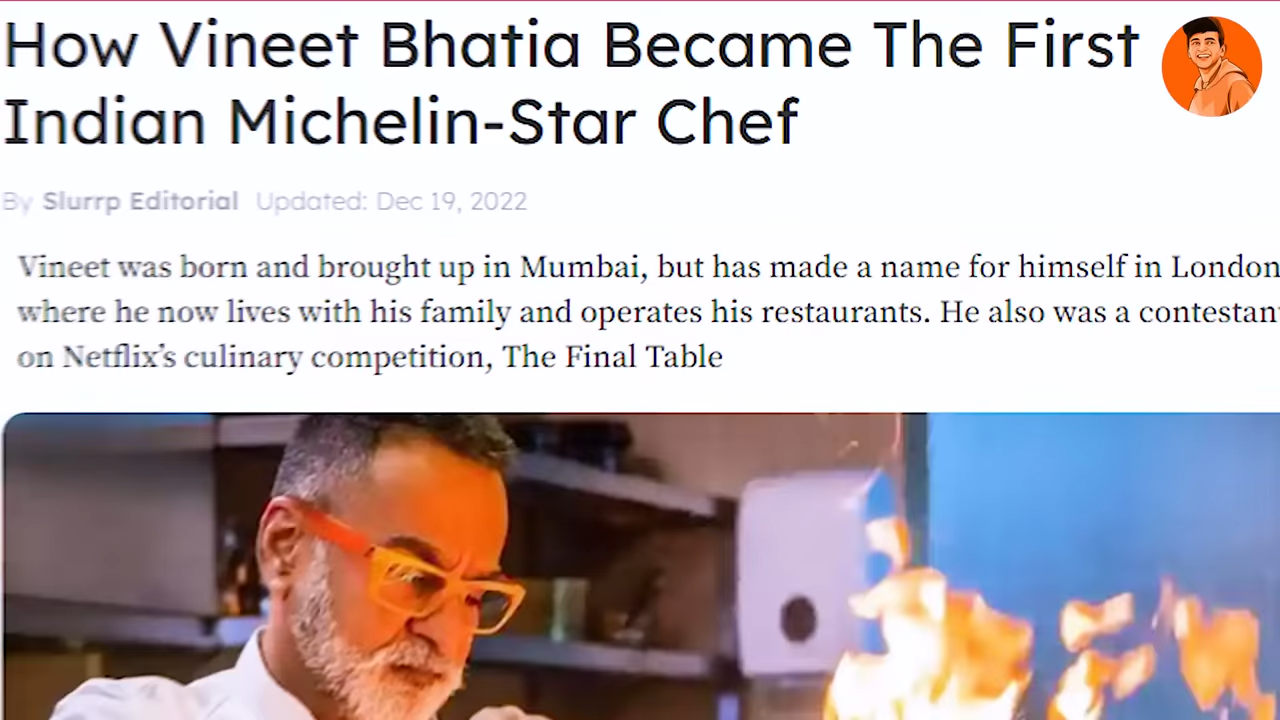 How Vineet Bhatia Became The First
Indian Michelin-Star Chef
By Slurrp Editorial Updated: Dec 19, 2022
Vineet was born and brought up in Mumbai, but has made a name for himself in London
where he now lives with his family and operates his restaurants. He also was a contestant
on Netflix's culinary competition, The Final Table